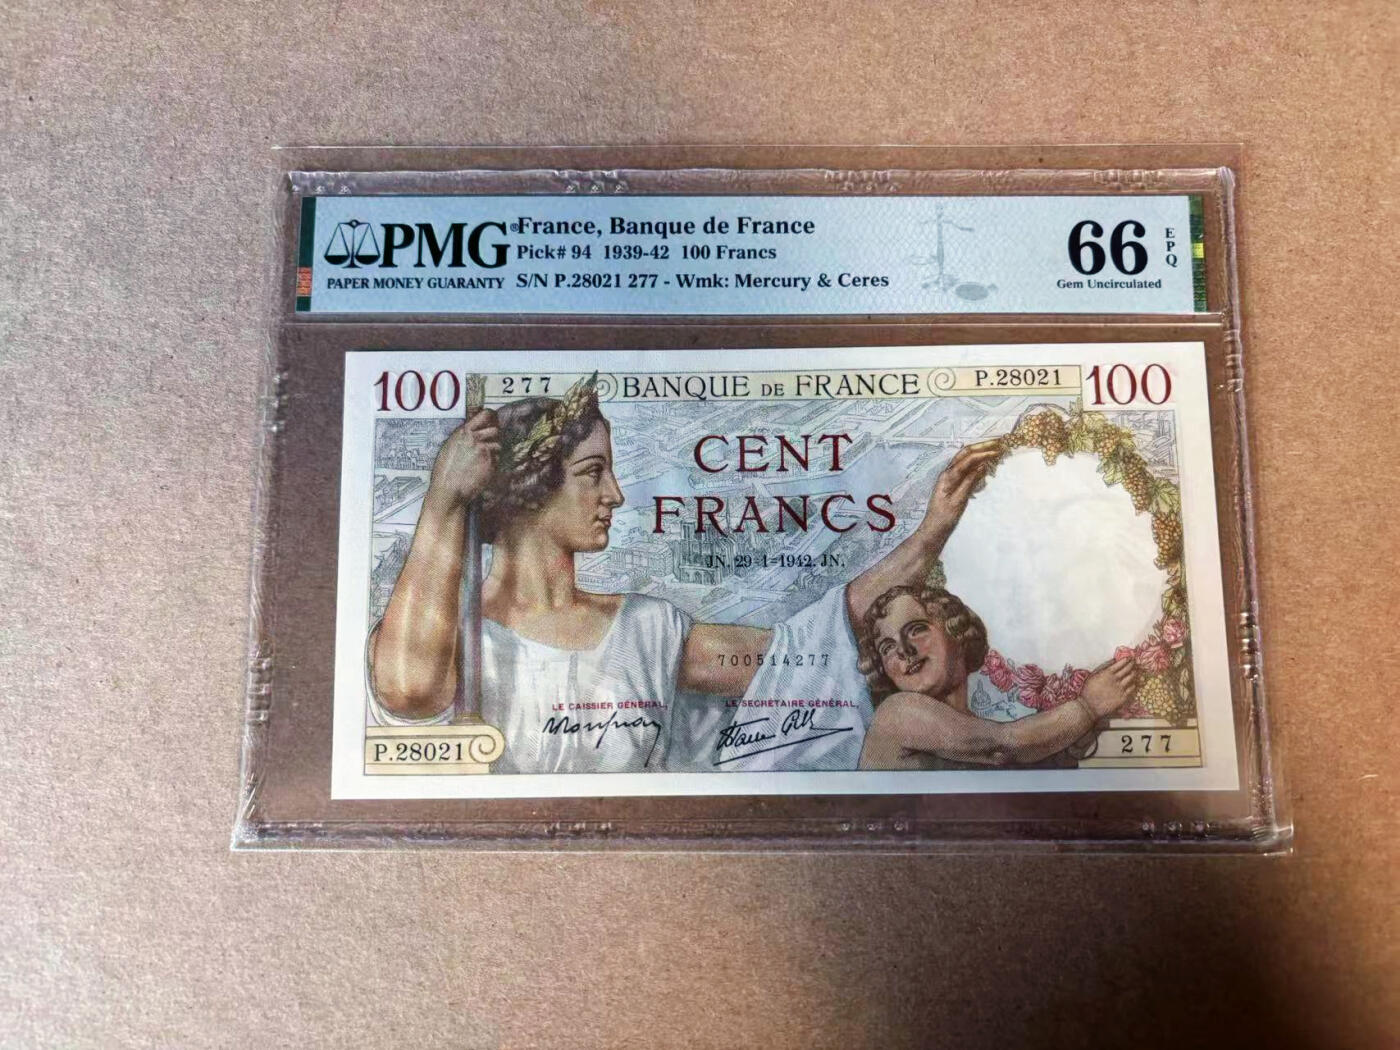 PMG®
PAPER MONEY GUARANTY
France, Banque de France
Pick# 94 1939-42 100 Francs
S/N P.28021 277 - Wmk: Mercury & Ceres
66
EPQ
Gem Uncirculated
100 277 BANQUE DE FRANCE P.28021 100
CENT
FRANCS
JN. 29=1=1942. JN.
700514277
LE CAISSIER GÉNÉRAL, LE SECRÉTAIRE GÉNÉRAL,
P.28021 277